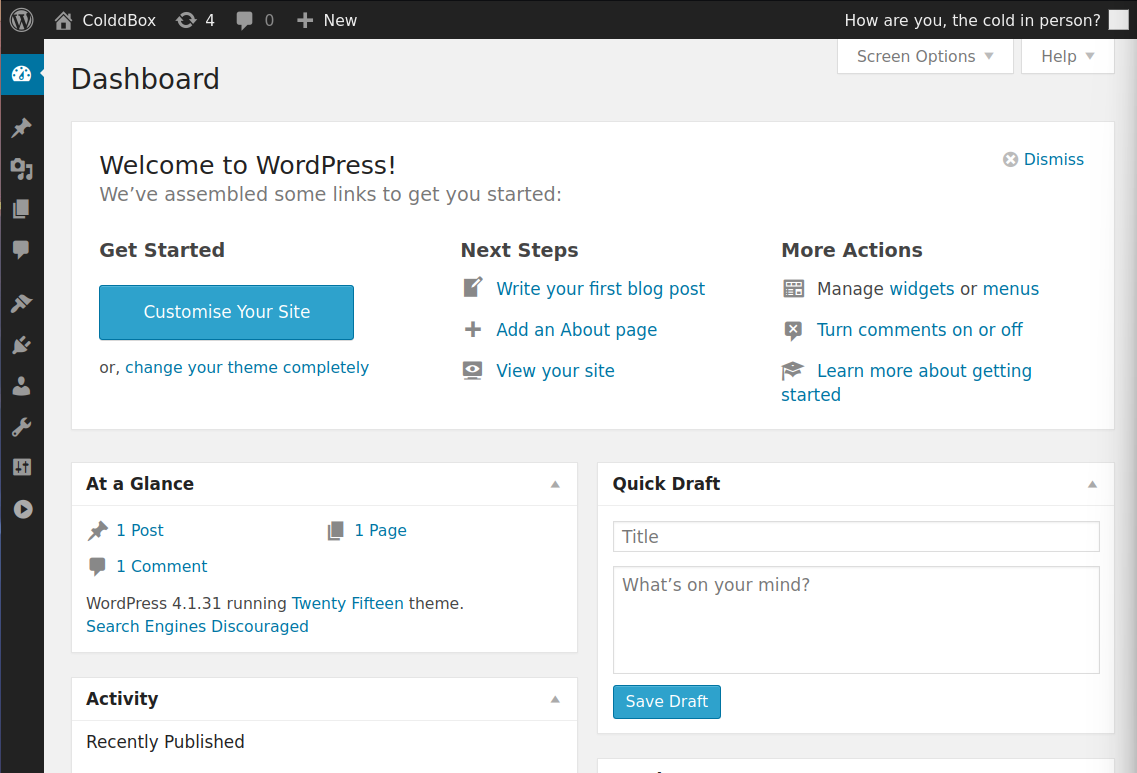 ColddBox 4 0 New How are you, the cold in person?
Screen Options Help
Dashboard
Welcome to WordPress!
Dismiss
We’ve assembled some links to get you started:
Get Started
Customise Your Site
or, change your theme completely
Next Steps
Write your first blog post
Add an About page
View your site
More Actions
Manage widgets or menus
Turn comments on or off
Learn more about getting
started
At a Glance
1 Post 1 Page
1 Comment
WordPress 4.1.31 running Twenty Fifteen theme.
Search Engines Discouraged
Activity
Recently Published
Quick Draft
Title
What’s on your mind?
Save Draft